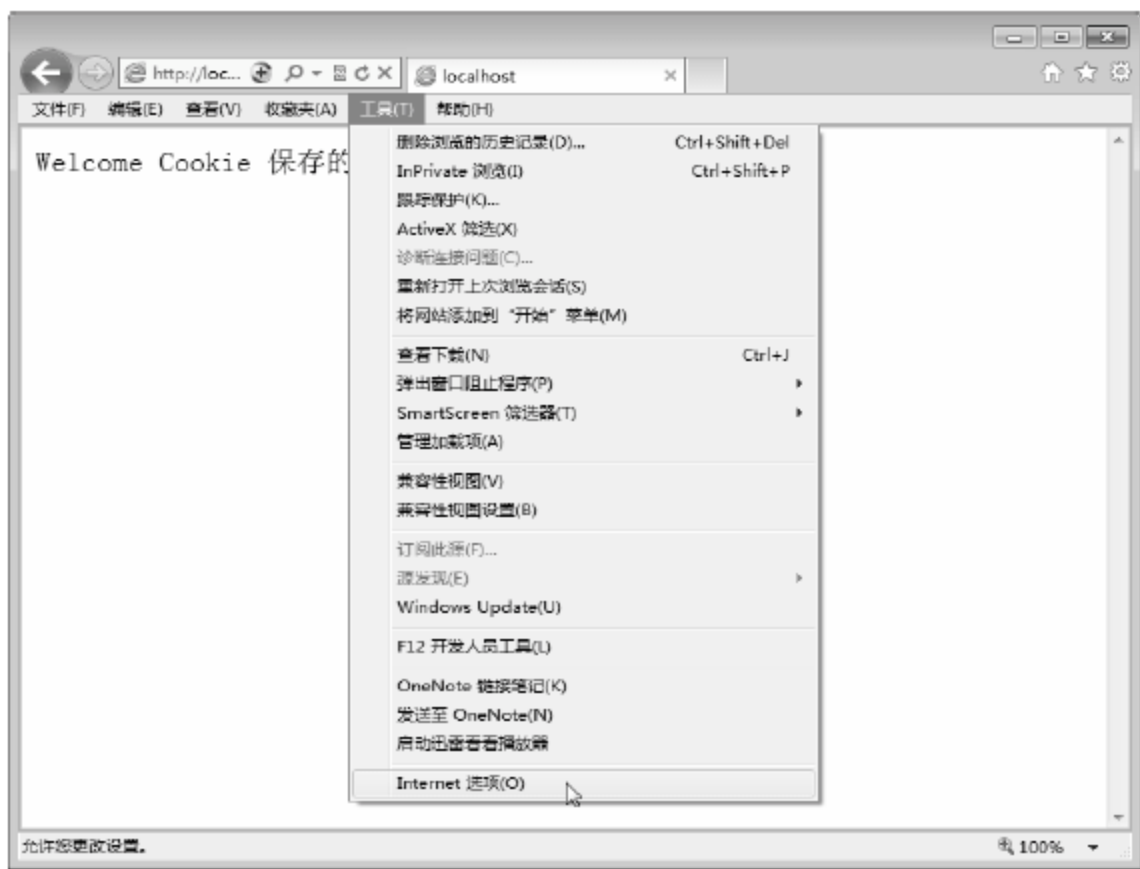 http://loc...
localhost
文件(F) 编辑(E) 查看(V) 收藏夹(A) 工具(T) 帮助(H)
Welcome Cookie 保存的
删除浏览的历史记录(D)... Ctrl+Shift+Del
InPrivate 浏览(I) Ctrl+Shift+P
跟踪保护(K)...
ActiveX 筛选(X)
诊断连接问题(C)...
重新打开上次浏览会话(S)
将网站添加到“开始”菜单(M)
查看下载(N) Ctrl+J
弹出窗口阻止程序(P)
SmartScreen 筛选器(T)
管理加载项(A)
兼容性视图(V)
兼容性视图设置(B)
订阅此源(F)...
源发现(E)
Windows Update(U)
F12 开发人员工具(L)
OneNote 链接笔记(K)
发送至 OneNote(N)
启动迅雷看看播放器
Internet 选项(O)
允许您更改设置。
100%